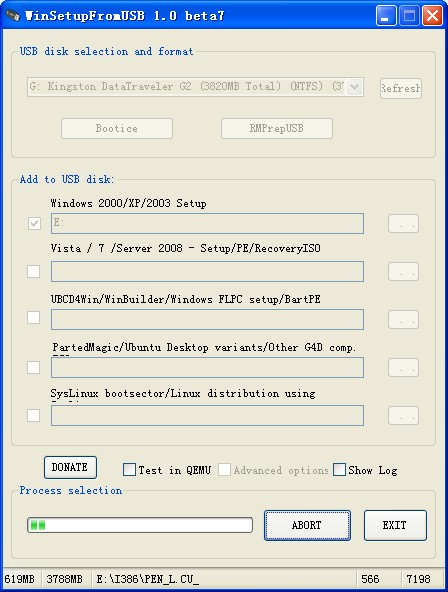 WinSetupFromUSB 1.0 beta7
USB disk selection and format
G: Kingston DataTraveler G2 (3820MB Total) (NTFS)
Refresh
Bootice
RMPrepUSB
Add to USB disk:
Windows 2000/XP/2003 Setup
E:
Vista / 7 /Server 2008 - Setup/PE/RecoveryISO
UBCD4Win/WinBuilder/Windows FLPC setup/BartPE
PartedMagic/Ubuntu Desktop variants/Other G4D comp.
SysLinux bootsector/Linux distribution using
DONATE
Test in QEMU
Advanced options
Show Log
Process selection
ABORT
EXIT
619MB
3788MB
E:\I386\PEN_L.CU_
566
7198